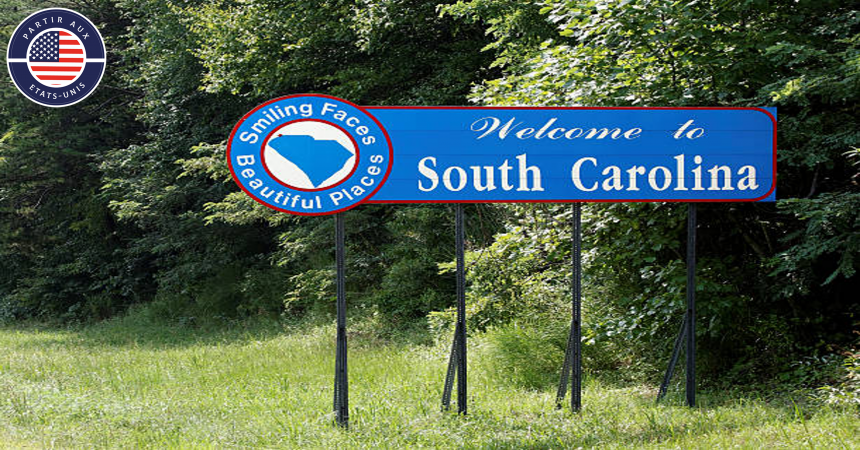 PARTIR AUX
ETATS-UNIS
Smiling Faces
Beautiful Places
Welcome to
South Carolina